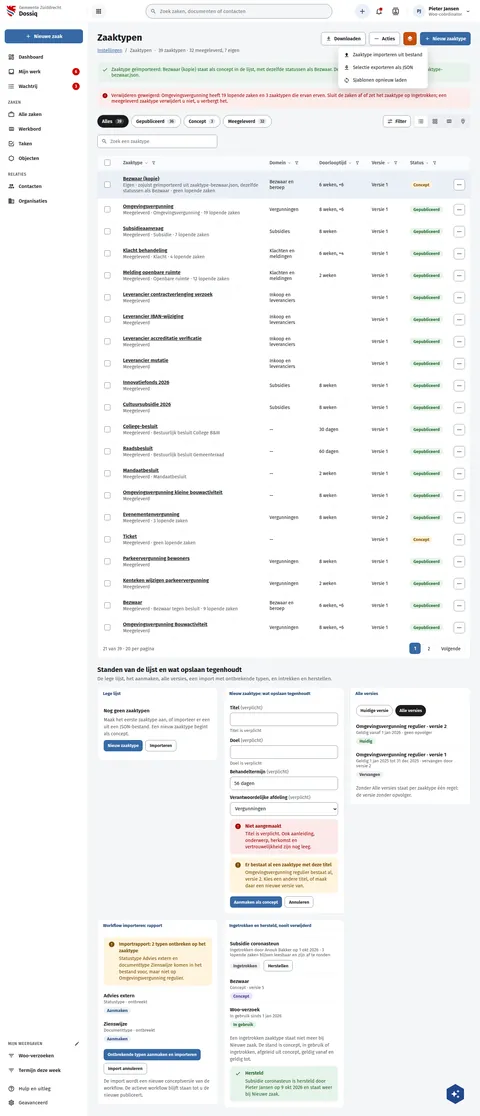 Gemeente Zuiddrecht
Dossiq
Zoek zaken, documenten of contacten
Pieter Jansen
Woo-coördinator
+ Nieuwe zaak
Dashboard
Mijn werk
Wachtrij
ZAKEN
Alle zaken
Werkbord
Taken
Objecten
RELATIES
Contacten
Organisaties
MIJN WEERGAVEN
Woo-verzoeken
Termijn deze week
Hulp en uitleg
Geavanceerd
Zaaktypen
Instellingen / Zaaktypen · 39 zaaktypen · 32 meegeleverd, 7 eigen
Downloaden
Acties
+ Nieuw zaaktype
Zaaktype importeren uit bestand
Selectie exporteren als JSON
Sjablonen opnieuw laden
Zaaktype geïmporteerd. Bezwaar (kopie) staat als concept in de lijst, met dezelfde statussen als Bezwaar.
bezwaar.json.
Verwijderen geweigerd: Omgevingsvergunning heeft 19 lopende zaken en 3 zaaktypen die ervan erven. Sluit de zaken af of zet het zaaktype op ingetrokken; een
meegeleverd zaaktype verwijdert u niet, u verbergt het.
Alles 39
Gepubliceerd 36
Concept 3
Meegeleverd 32
Filter
Zoek een zaaktype
Zaaktype
Domein
Doorlooptijd
Versie
Status
Bezwaar (kopie)
Eigen · zojuist geïmporteerd uit zaaktype-bezwaar.json, dezelfde
statussen als Bezwaar · geen lopende zaken
Bezwaar en
beroep
6 weken, +6
Versie 1
Concept
Omgevingsvergunning
Meegeleverd · Omgevingsvergunning · 19 lopende zaken
Vergunningen
8 weken, +6
Versie 1
Gepubliceerd
Subsidieaanvraag
Meegeleverd · Subsidie · 7 lopende zaken
Subsidies
8 weken
Versie 1
Gepubliceerd
Klacht behandeling
Meegeleverd · Klacht · 4 lopende zaken
Klachten en
meldingen
6 weken, +4
Versie 1
Gepubliceerd
Melding openbare ruimte
Meegeleverd · Openbare ruimte · 12 lopende zaken
Klachten en
meldingen
2 weken
Versie 1
Gepubliceerd
Leverancier contractverlenging verzoek
Meegeleverd
Inkoop en
leveranciers
Versie 1
Gepubliceerd
Leverancier IBAN-wijziging
Meegeleverd
Inkoop en
leveranciers
Versie 1
Gepubliceerd
Leverancier accreditatie verificatie
Meegeleverd
Inkoop en
leveranciers
Versie 1
Gepubliceerd
Leverancier mutatie
Meegeleverd
Inkoop en
leveranciers
Versie 1
Gepubliceerd
Innovatiefonds 2026
Meegeleverd
Subsidies
8 weken
Versie 1
Gepubliceerd
Cultuursubsidie 2026
Meegeleverd
Subsidies
8 weken
Versie 1
Gepubliceerd
College-besluit
Meegeleverd · Bestuurlijk besluit College B&W
—
30 dagen
Versie 1
Gepubliceerd
Raadsbesluit
Meegeleverd · Bestuurlijk besluit Gemeenteraad
—
60 dagen
Versie 1
Gepubliceerd
Mandaatbesluit
Meegeleverd · Mandaatbesluit
—
2 weken
Versie 1
Gepubliceerd
Omgevingsvergunning kleine bouwactiviteit
Meegeleverd
—
8 weken
Versie 1
Gepubliceerd
Evenementenvergunning
Meegeleverd · 2 lopende zaken
Vergunningen
8 weken
Versie 2
Gepubliceerd
Ticket
Meegeleverd · geen lopende zaken
—
Versie 1
Concept
Parkeervergunning bewoners
Meegeleverd
Vergunningen
8 weken
Versie 1
Gepubliceerd
Kenteken wijzigen parkeervergunning
Meegeleverd
Vergunningen
2 weken
Versie 1
Gepubliceerd
Bezwaar
Meegeleverd · Bezwaar tegen besluit · 9 lopende zaken
Bezwaar en
beroep
6 weken, +6
Versie 1
Gepubliceerd
Omgevingsvergunning Bouwactiviteit
Meegeleverd
Vergunningen
8 weken, +6
Versie 1
Gepubliceerd
21 van 39 · 20 per pagina
1
2
Volgende
Standen van de lijst en wat opslaan tegenhoudt
De lege lijst, het aanmaken, alle versies, een import met ontbrekende typen, en intrekken en herstellen.
Lege lijst
Nog geen zaaktypen
Maak het eerste zaaktype aan, of importeer er een
uit een JSON-bestand. Een nieuw zaaktype begint
als concept.
Nieuw zaaktype
Importeren
Nieuw zaaktype: wat opslaan tegenhoudt
Titel (verplicht)
Titel is verplicht
Doel (verplicht)
Doel is verplicht
Behandeltermijn (verplicht)
56 dagen
Verantwoordelijke afdeling (verplicht)
Vergunningen
Niet aangemaakt
Titel is verplicht. Ook aanleiding,
onderwerp, herkomst en
vertrouwelijkheid zijn nog leeg.
Er bestaat al een zaaktype met deze titel
Omgevingsvergunning regulier bestaat al,
versie 2. Kies een andere titel, of maak
daar een nieuwe versie van.
Aanmaken als concept
Annuleren
Alle versies
Huidige versie
Alle versies
Omgevingsvergunning regulier · versie 2
Geldig vanaf 1 jan 2026 · geen opvolger
Huidig
Omgevingsvergunning regulier · versie 1
Geldig 1 jan 2025 tot 31 dec 2025 · vervangen door
versie 2
Vervangen
Zonder Alle versies staat per zaaktype één regel:
de versie zonder opvolger.
Workflow importeren: rapport
Importrapport: 2 typen ontbreken op het
zaaktype
Statustype Advies extern en
documenttype Zienswijze komen in het
bestand voor, maar niet op
Omgevingsvergunning regulier.
Advies extern
Statustype · ontbreekt
Aanmaken
Zienswijze
Documenttype · ontbreekt
Aanmaken
Ontbrekende typen aanmaken en importeren
Import annuleren
De import wordt een nieuwe conceptversie van de
workflow. De actieve workflow blijft staan tot u de
nieuwe publiceert.
Ingetrokken en hersteld, nooit verwijderd
Subsidie coronasteun
Ingetrokken door Anouk Bakker op 1 okt 2026 · 3
lopende zaken blijven leesbaar en zijn af te ronden
Ingetrokken
Herstellen
Bezwaar
Concept
Woo-verzoek
In gebruik sinds 1 jan 2026
In gebruik
Een ingetrokken zaaktype staat niet meer bij
Nieuwe zaak. De stand is concept, in gebruik of
ingetrokken, afgeleid uit concept, geldig vanaf en
geldig tot.
Hersteld
Subsidie coronasteun is hersteld door
Pieter Jansen op 9 okt 2026 en staat weer
bij Nieuwe zaak.